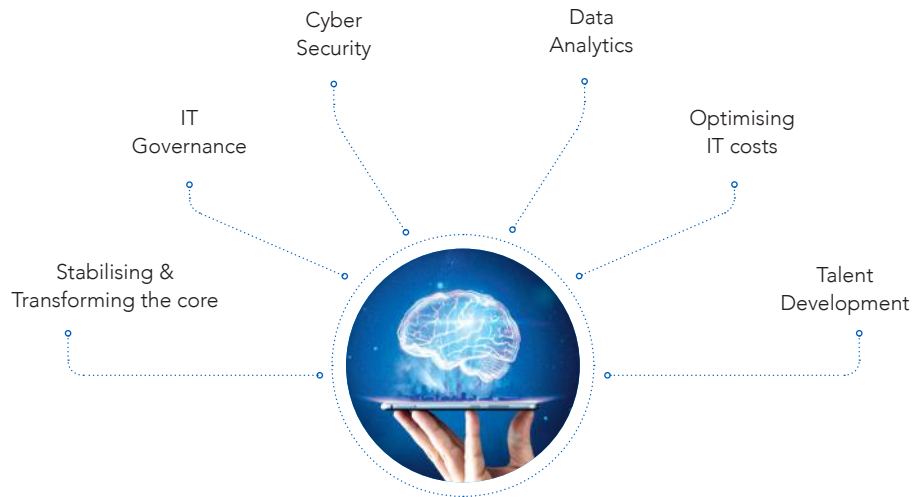 Cyber
Security
Data
Analytics
IT
Governance
Optimising
IT costs
Stabilising &
Transforming the core
Talent
Development